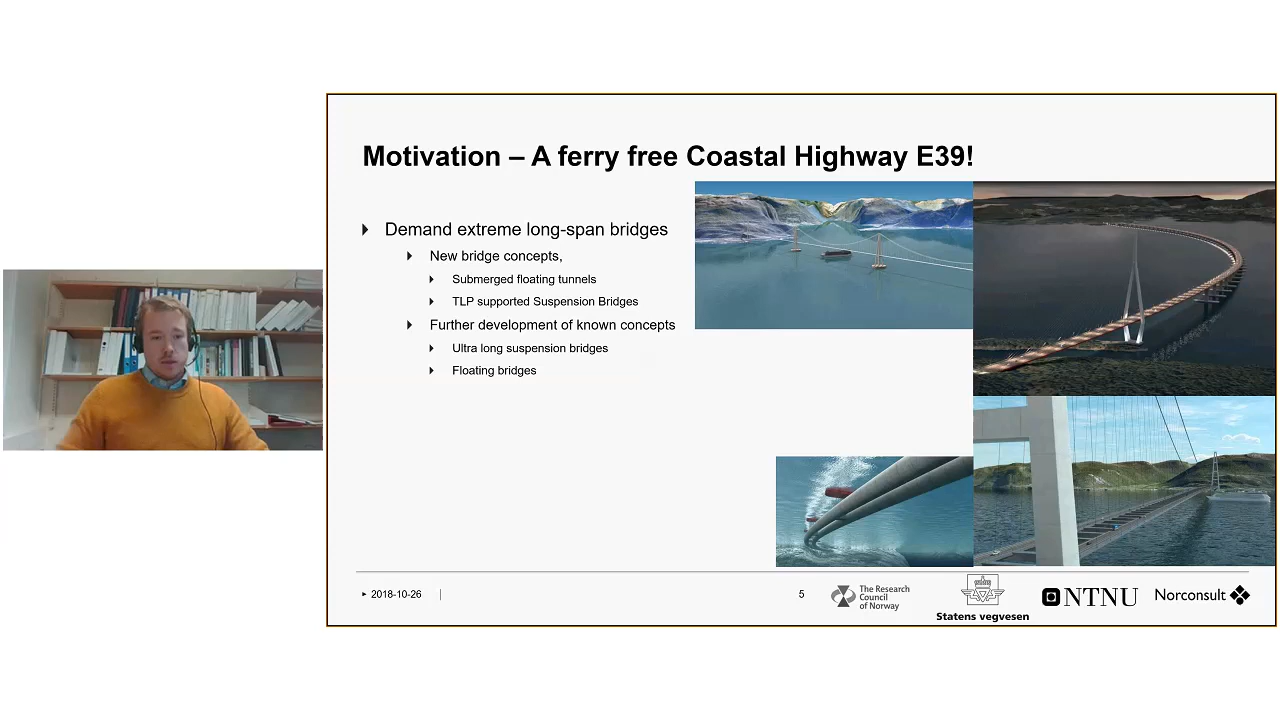 Motivation – A ferry free Coastal Highway E39!
Demand extreme long-span bridges
New bridge concepts,
Submerged floating tunnels
TLP supported Suspension Bridges
Further development of known concepts
Ultra long suspension bridges
Floating bridges
2018-10-26
5
The Research
Council
of Norway
Statens vegvesen
NTNU
Norconsult